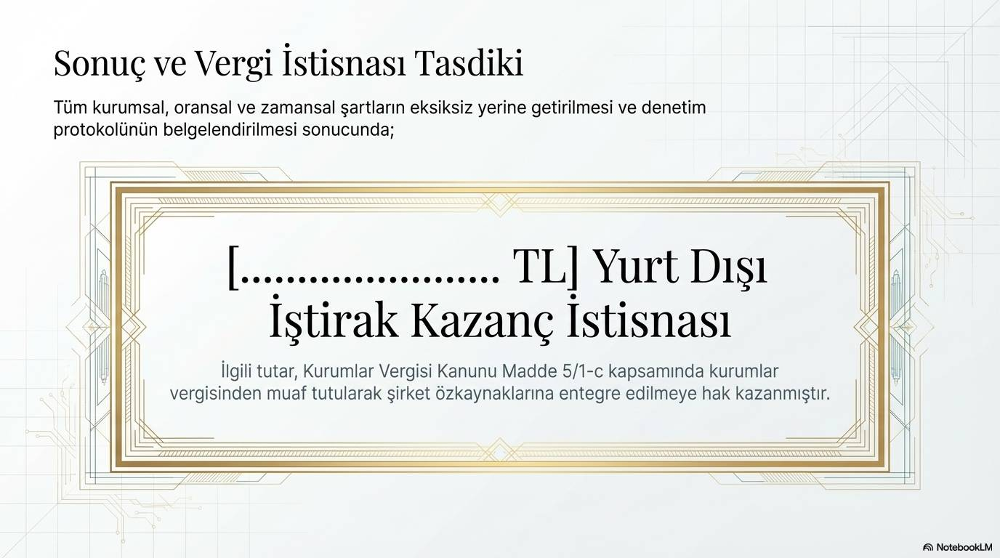 Sonuç ve Vergi İstisnası Tasdiki
Tüm kurumsal, oransal ve zamansal şartların eksiksiz yerine getirilmesi ve denetim
protokolünün belgelendirilmesi sonucunda;
[....................... TL] Yurt Dışı
İştirak Kazanç İstisnası
İlgili tutar, Kurumlar Vergisi Kanunu Madde 5/1-c kapsamında kurumlar
vergisinden muaf tutularak şirket özkaynaklarına entegre edilmeye hak kazanmıştır.
NotebookLM